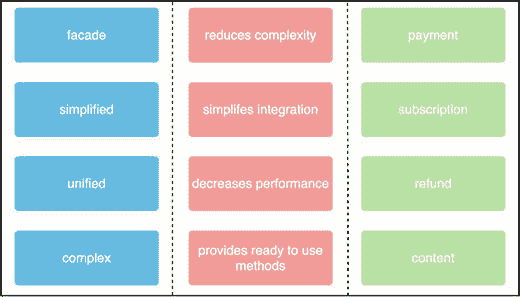 facade
reduces complexity
payment
simplified
simplifes integration
subscription
unified
decreases performance
refund
complex
provides ready to use
methods
content